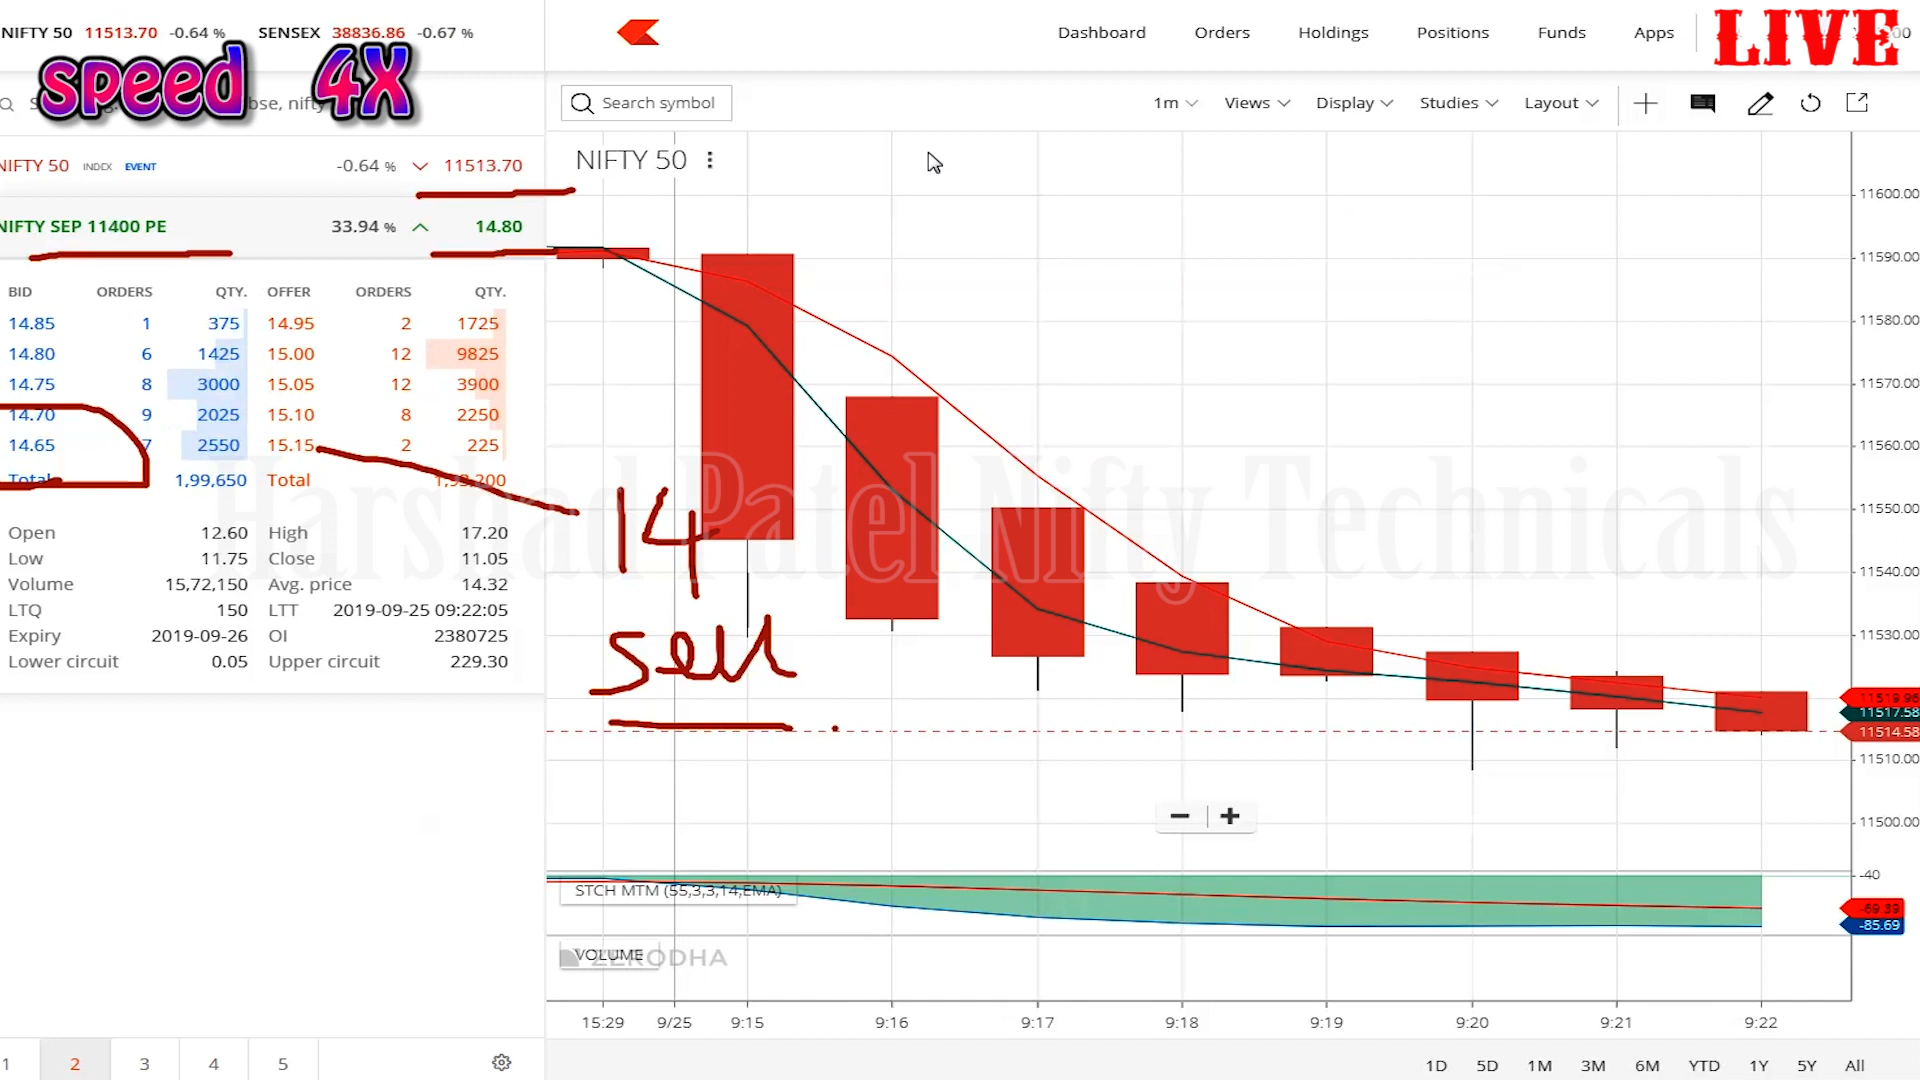 NIFTY 50 11513.70 -0.64 % SENSEX 38836.86 -0.67 %
Dashboard Orders Holdings Positions Funds Apps
LIVE
speed 4X
bse, nifty
Search symbol
1m Views Display Studies Layout
NIFTY 50 INDEX EVENT -0.64 % 11513.70
NIFTY 50
NIFTY SEP 11400 PE 33.94 % 14.80
BID ORDERS QTY. OFFER ORDERS QTY.
14.85 1 375 14.95 2 1725
14.80 6 1425 15.00 12 9825
14.75 8 3000 15.05 12 3900
14.70 9 2025 15.10 8 2250
14.65 7 2550 15.15 2 225
Total 1,99,650 Total
Open 12.60 High 17.20
Low 11.75 Close 11.05
Volume 15,72,150 Avg. price 14.32
LTQ 150 LTT 2019-09-25 09:22:05
Expiry 2019-09-26 OI 2380725
Lower circuit 0.05 Upper circuit 229.30
14
sell
Harshad Patel Nifty Technicals
11600.00
11590.00
11580.00
11570.00
11560.00
11550.00
11540.00
11530.00
11519.96
11517.58
11514.58
11510.00
11500.00
STCH MTM (55,3,3,14,EMA)
-40
-69.39
-85.69
VOLUME
ZERODHA
15:29 9/25 9:15 9:16 9:17 9:18 9:19 9:20 9:21 9:22
1 2 3 4 5
1D 5D 1M 3M 6M YTD 1Y 5Y All